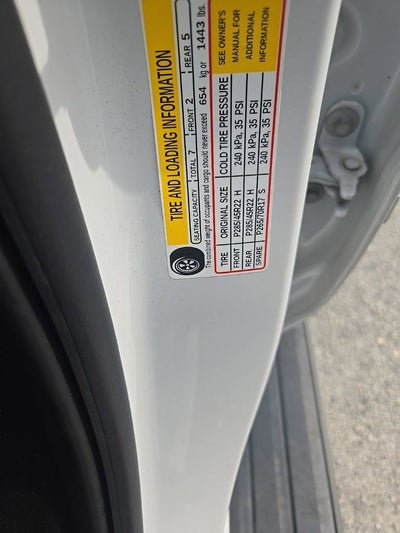 TIRE AND LOADING INFORMATION
SEATING CAPACITY TOTAL 7 FRONT 2 REAR 5
The combined weight of occupants and cargo should never exceed 654 kg or 1443 lbs.
TIRE ORIGINAL SIZE COLD TIRE PRESSURE SEE OWNER'S MANUAL FOR ADDITIONAL INFORMATION
FRONT P285/45R22 H 240 kPa, 35 PSI
REAR P285/45R22 H 240 kPa, 35 PSI
SPARE P265/70R17 S 240 kPa, 35 PSI